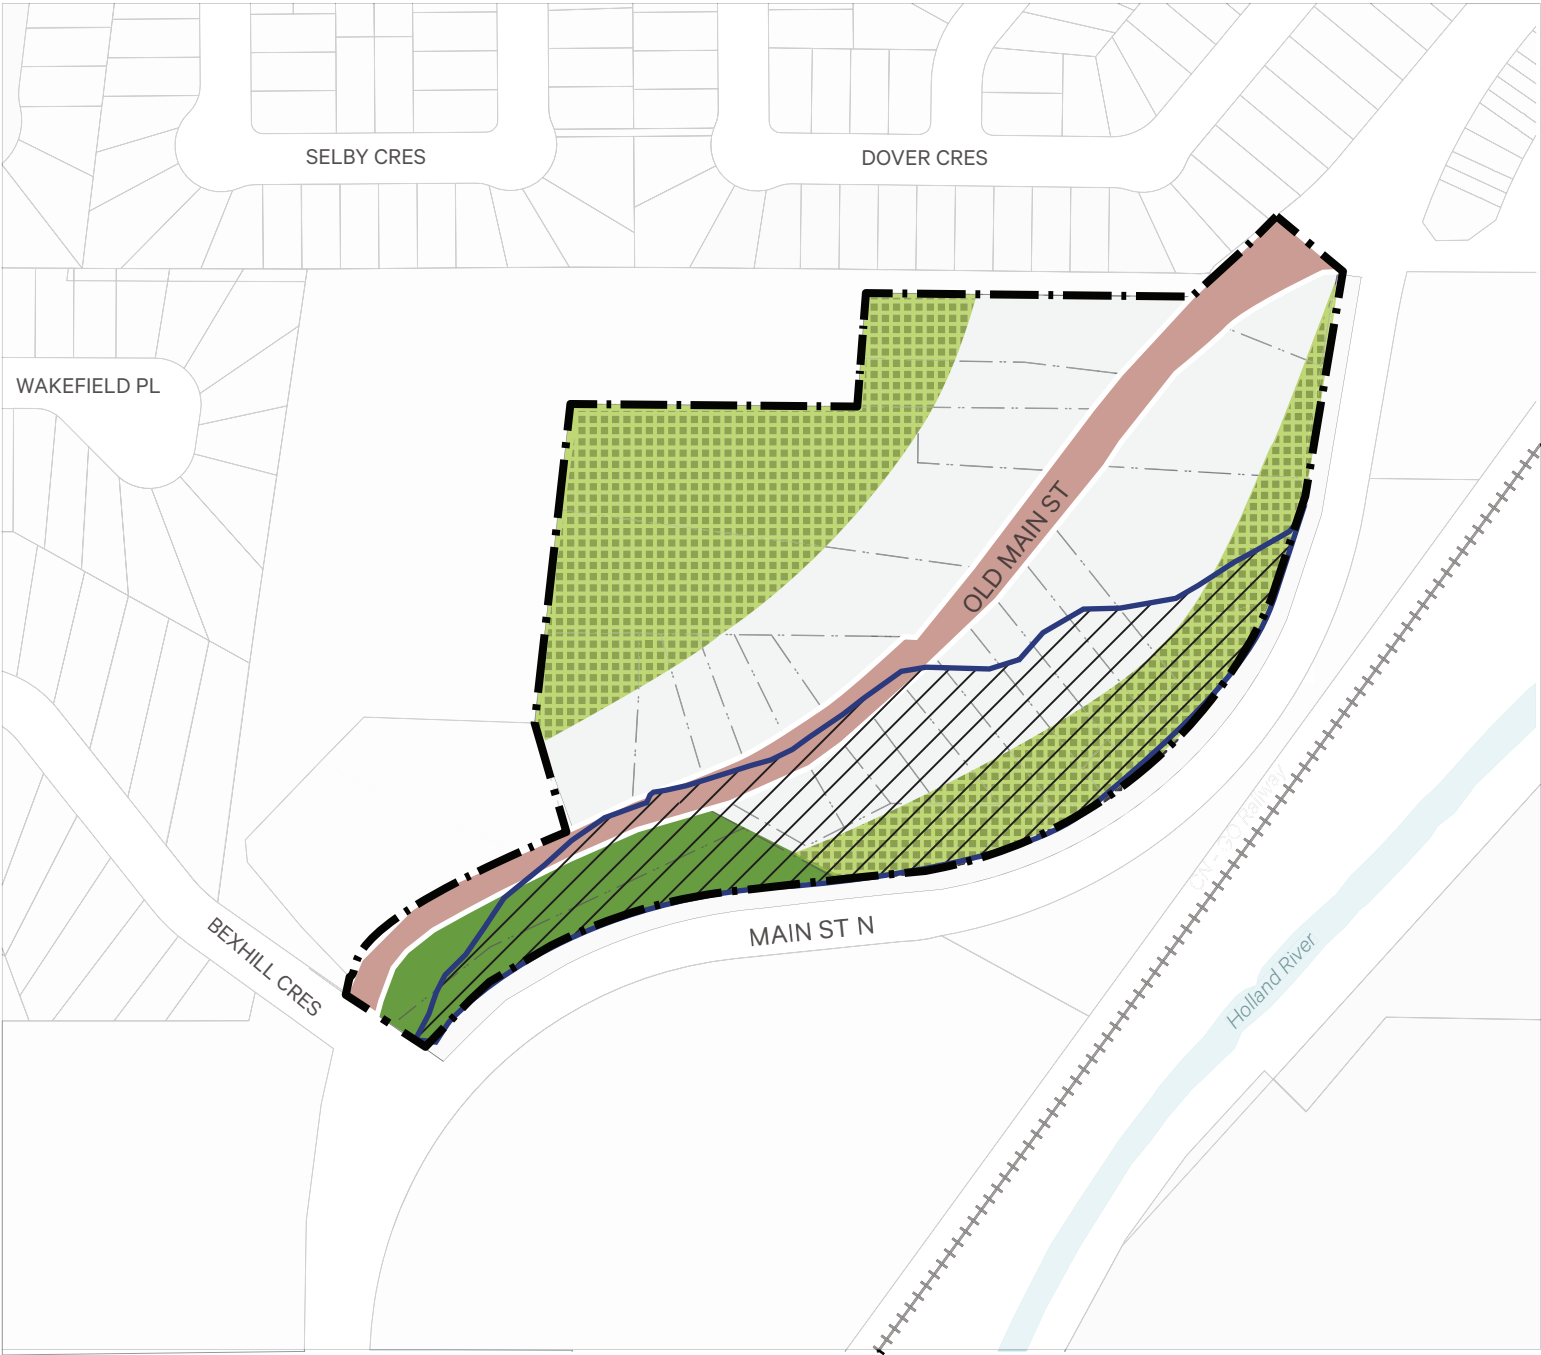 SELBY CRES
DOVER CRES
WAKEFIELD PL
OLD MAIN ST
BEXHILL CRES
MAIN ST N
Holland River